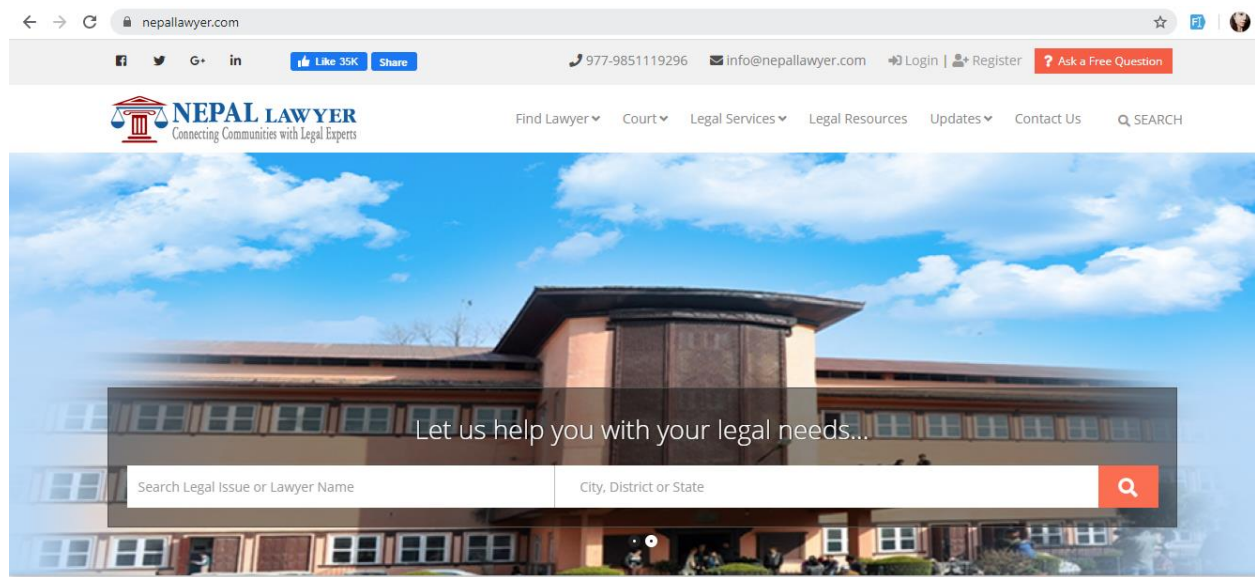 nepallawyer.com
G+ in Like 35K Share 977-9851119296 info@nepallawyer.com Login | Register ? Ask a Free Question
NEPAL LAWYER
Connecting Communities with Legal Experts
Find Lawyer Court Legal Services Legal Resources Updates Contact Us SEARCH
Let us help you with your legal needs...
Search Legal Issue or Lawyer Name City, District or State